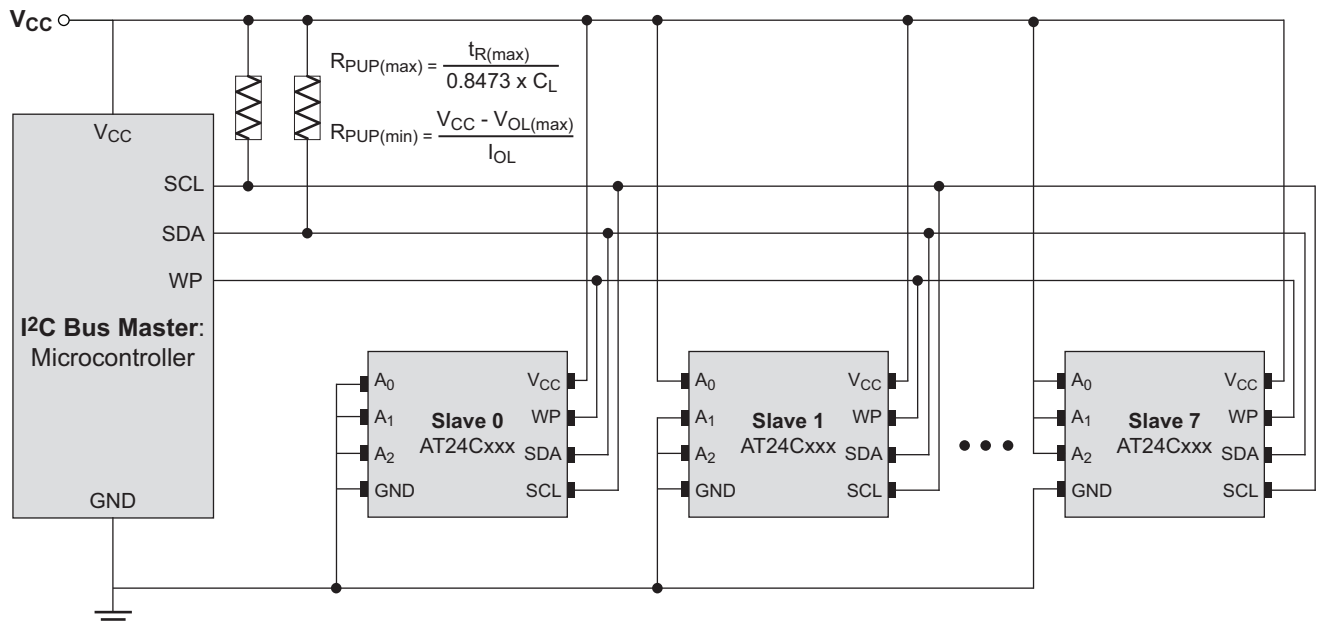 VCC
RPUP(max) = tR(max) / 0.8473 x CL
RPUP(min) = VCC - VOL(max) / IOL
VCC
SCL
SDA
WP
I²C Bus Master:
Microcontroller
GND
A0
A1
A2
GND
Slave 0
AT24Cxxx
VCC
WP
SDA
SCL
A0
A1
A2
GND
Slave 1
AT24Cxxx
VCC
WP
SDA
SCL
A0
A1
A2
GND
Slave 7
AT24Cxxx
VCC
WP
SDA
SCL